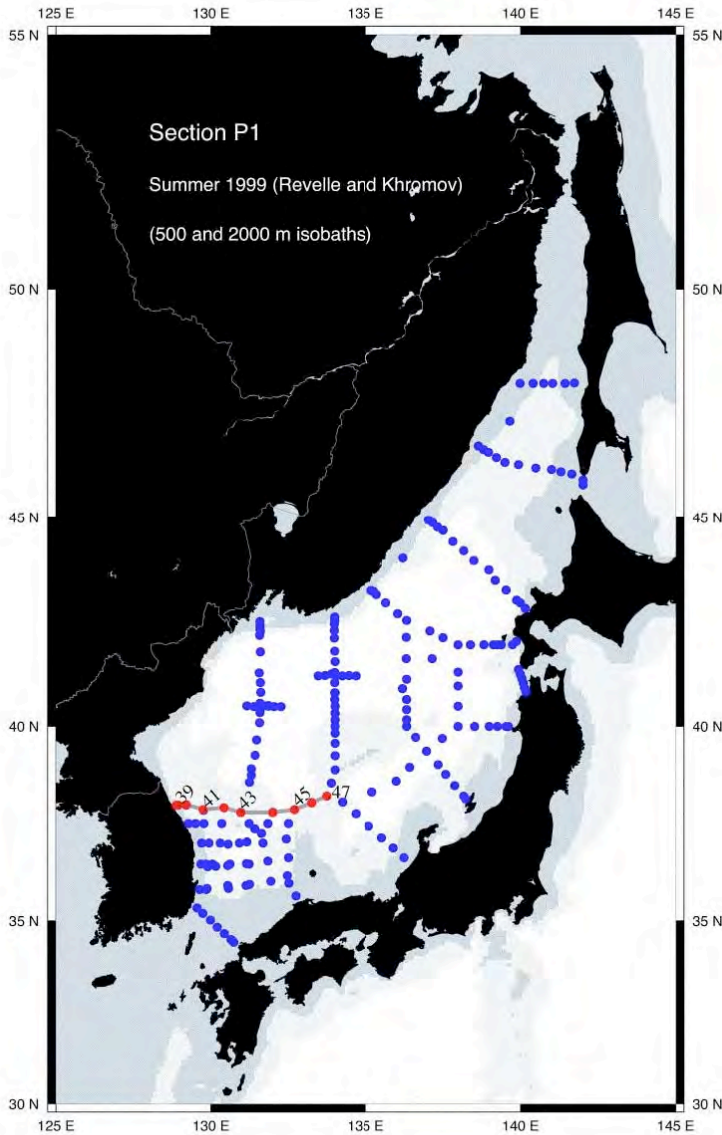 125 E 130 E 135 E 140 E 145 E
55 N 55 N
Section P1
Summer 1999 (Revelle and Khromov)
(500 and 2000 m isobaths)
50 N 50 N
45 N 45 N
40 N 40 N
39 41 43 45 47
35 N 35 N
30 N 30 N
125 E 130 E 135 E 140 E 145 E